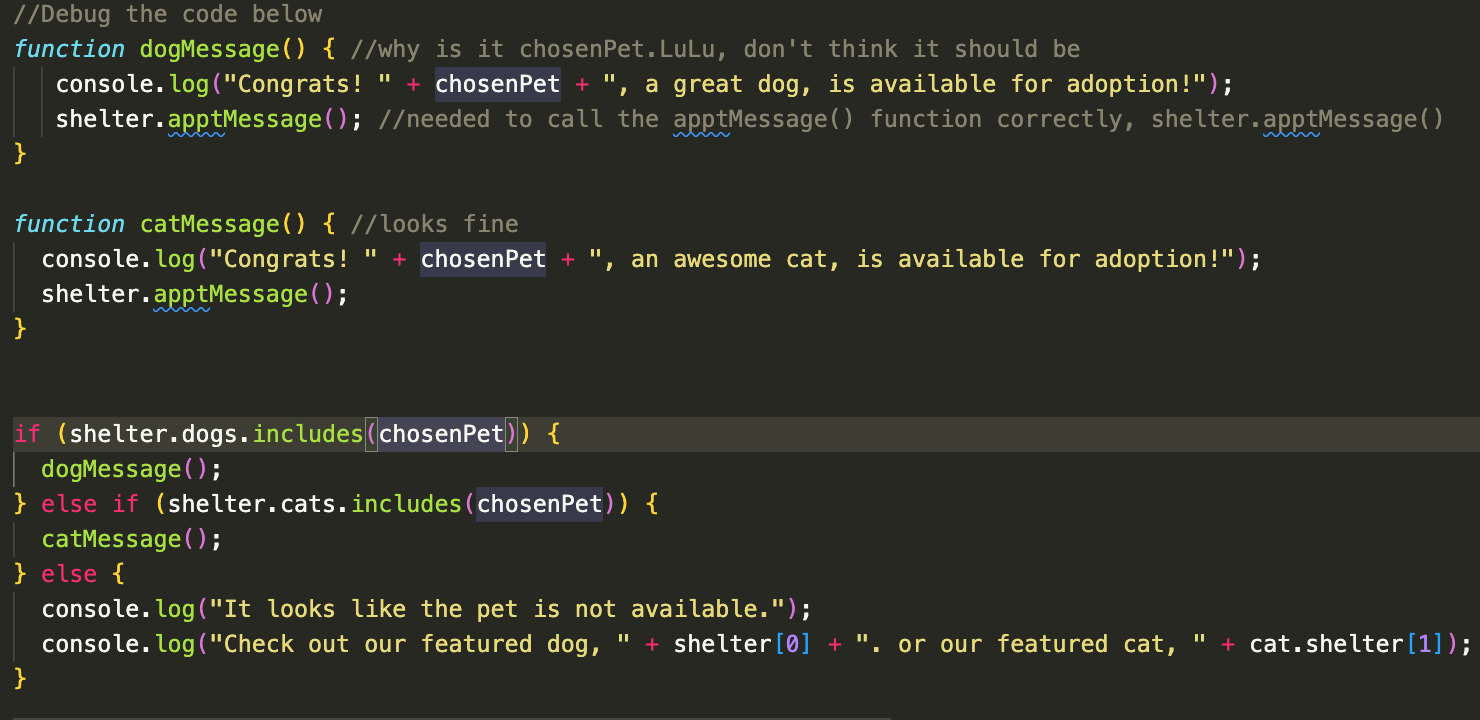 //Debug the code below
function dogMessage() { //why is it chosenPet.LuLu, don't think it should be
console.log("Congrats! " + chosenPet + ", a great dog, is available for adoption!");
shelter.apptMessage(); //needed to call the apptMessage() function correctly, shelter.apptMessage()
}
function catMessage() { //looks fine
console.log("Congrats! " + chosenPet + ", an awesome cat, is available for adoption!");
shelter.apptMessage();
}
if (shelter.dogs.includes(chosenPet)) {
dogMessage();
} else if (shelter.cats.includes(chosenPet)) {
catMessage();
} else {
console.log("It looks like the pet is not available.");
console.log("Check out our featured dog, " + shelter[0] + ". or our featured cat, " + cat.shelter[1]);
}